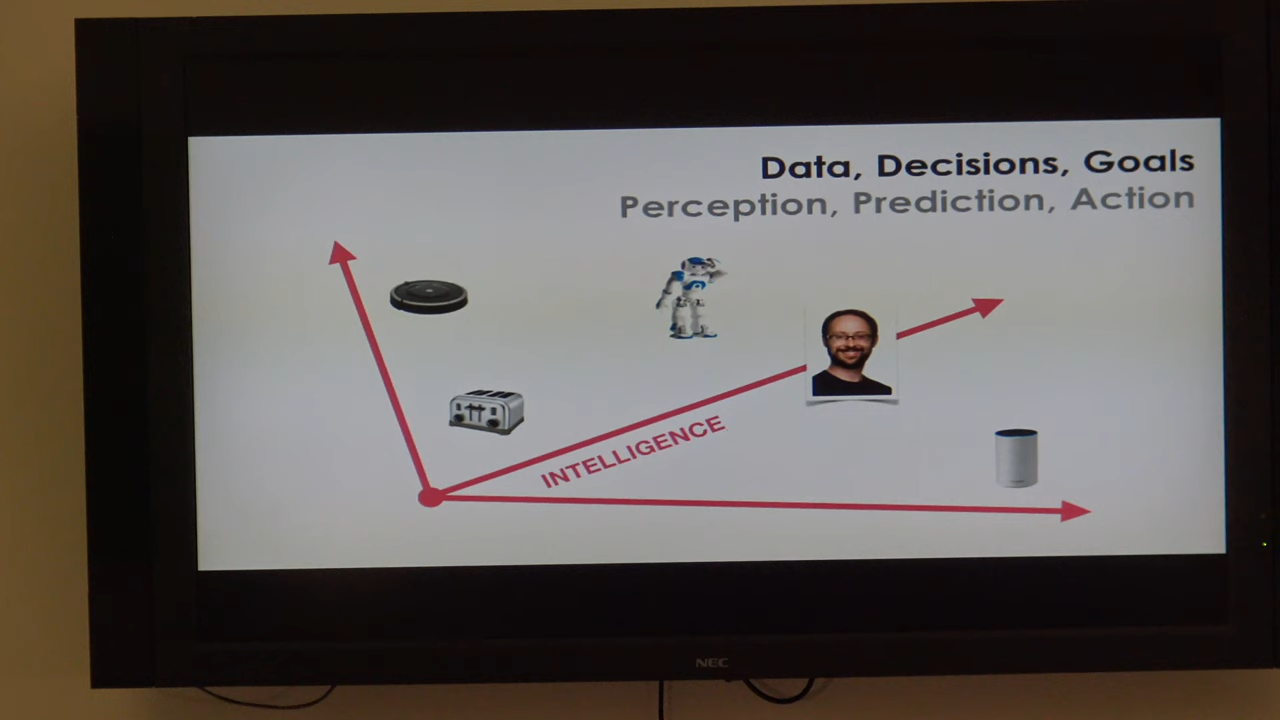 Data, Decisions, Goals
Perception, Prediction, Action
INTELLIGENCE
NEC